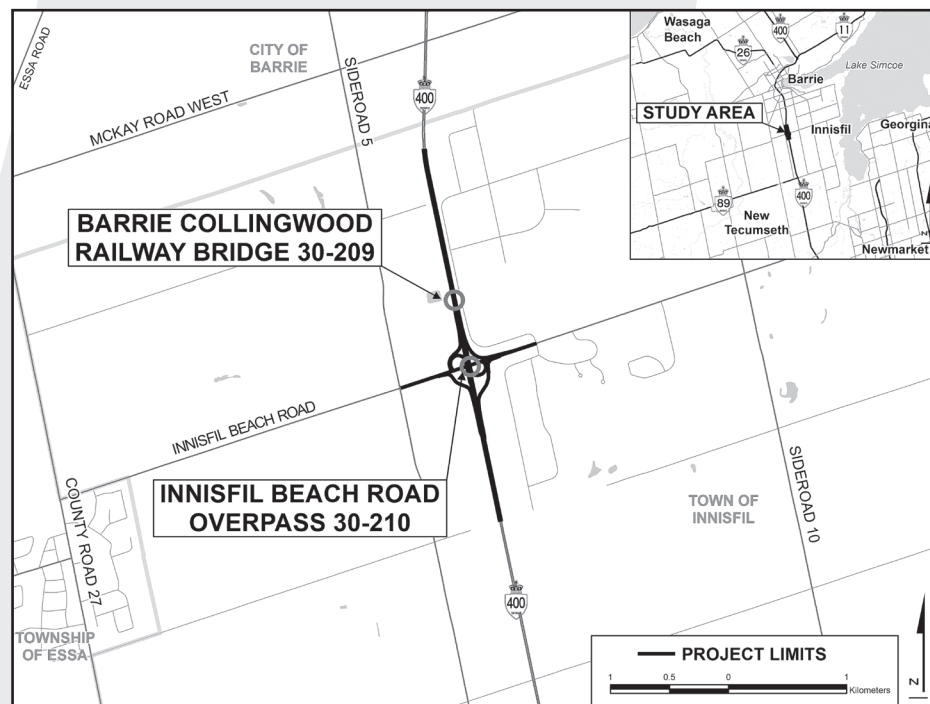 ESSA ROAD
CITY OF
BARRIE
MCKAY ROAD WEST
SIDEROAD 5
400
BARRIE COLLINGWOOD
RAILWAY BRIDGE 30-209
INNISFIL BEACH ROAD
INNISFIL BEACH ROAD
OVERPASS 30-210
COUNTY ROAD 27
TOWNSHIP
OF ESSA
TOWN OF
INNISFIL
SIDEROAD 10
400
Wasaga
Beach
400
11
26
Lake Simcoe
Barrie
STUDY AREA
Innisfil
Georgina
89
400
New
Tecumseth
Newmarket
N
PROJECT LIMITS
1 0.5 0 1
Kilometers
N